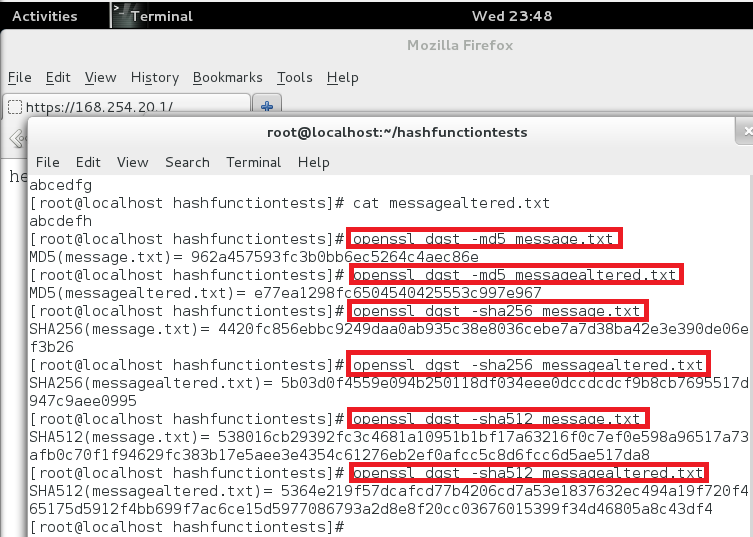 Activities Terminal Wed 23:48
Mozilla Firefox
File Edit View History Bookmarks Tools Help
https://168.254.20.1/
root@localhost:~/hashfunctiontests
File Edit View Search Terminal Help
abcedfg
[root@localhost hashfunctiontests]# cat messagealtered.txt
abcdefh
[root@localhost hashfunctiontests]# openssl dgst -md5 message.txt
MD5(message.txt)= 962a457593fc3b0bb6ec5264c4aec86e
[root@localhost hashfunctiontests]# openssl dgst -md5 messagealtered.txt
MD5(messagealtered.txt)= e77ea1298fc6504540425553c997e967
[root@localhost hashfunctiontests]# openssl dgst -sha256 message.txt
SHA256(message.txt)= 4420fc856ebbc9249daa0ab935c38e8036cebe7a7d38ba42e3e390de06e
f3b26
[root@localhost hashfunctiontests]# openssl dgst -sha256 messagealtered.txt
SHA256(messagealtered.txt)= 5b03d0f4559e094b250118df034eee0dccdcdcf9b8cb7695517d
947c9aee0995
[root@localhost hashfunctiontests]# openssl dgst -sha512 message.txt
SHA512(message.txt)= 538016cb29392fc3c4681a10951b1bf17a63216f0c7ef0e598a96517a73
afb0c70f1f94629fc383b17e5aee3e4354c61276eb2ef0afcc5c8d6fcc6d5ae517da8
[root@localhost hashfunctiontests]# openssl dgst -sha512 messagealtered.txt
SHA512(messagealtered.txt)= 5364e219f57dcafcd77b4206cd7a53e1837632ec494a19f720f4
65175d5912f4bb699f7ac6ce15d5977086793a2d8e8f20cc03676015399f34d46805a8c43df4
[root@localhost hashfunctiontests]#